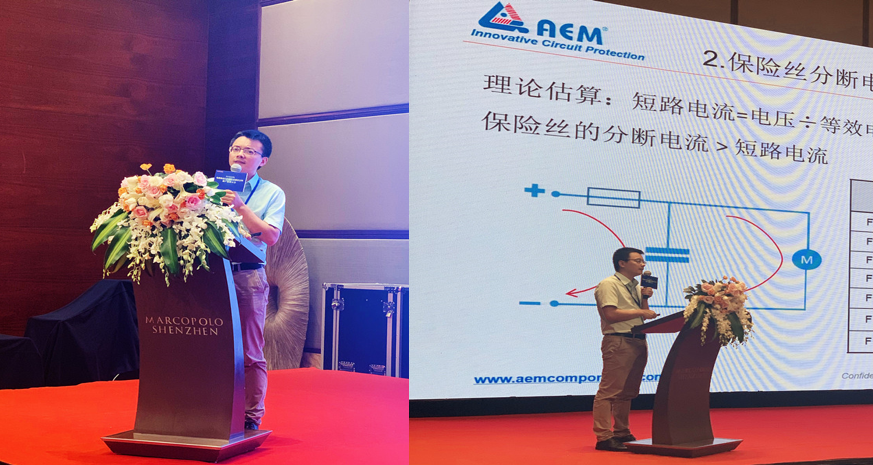 MARCOPOLO
SHENZHEN
AEM
Innovative Circuit Protection
2.保险丝分断电
理论估算：短路电流=电压÷等效电
保险丝的分断电流＞短路电流
+
M
−
F
F
F
F
F
F
F
www.aemcompon
com
Confide